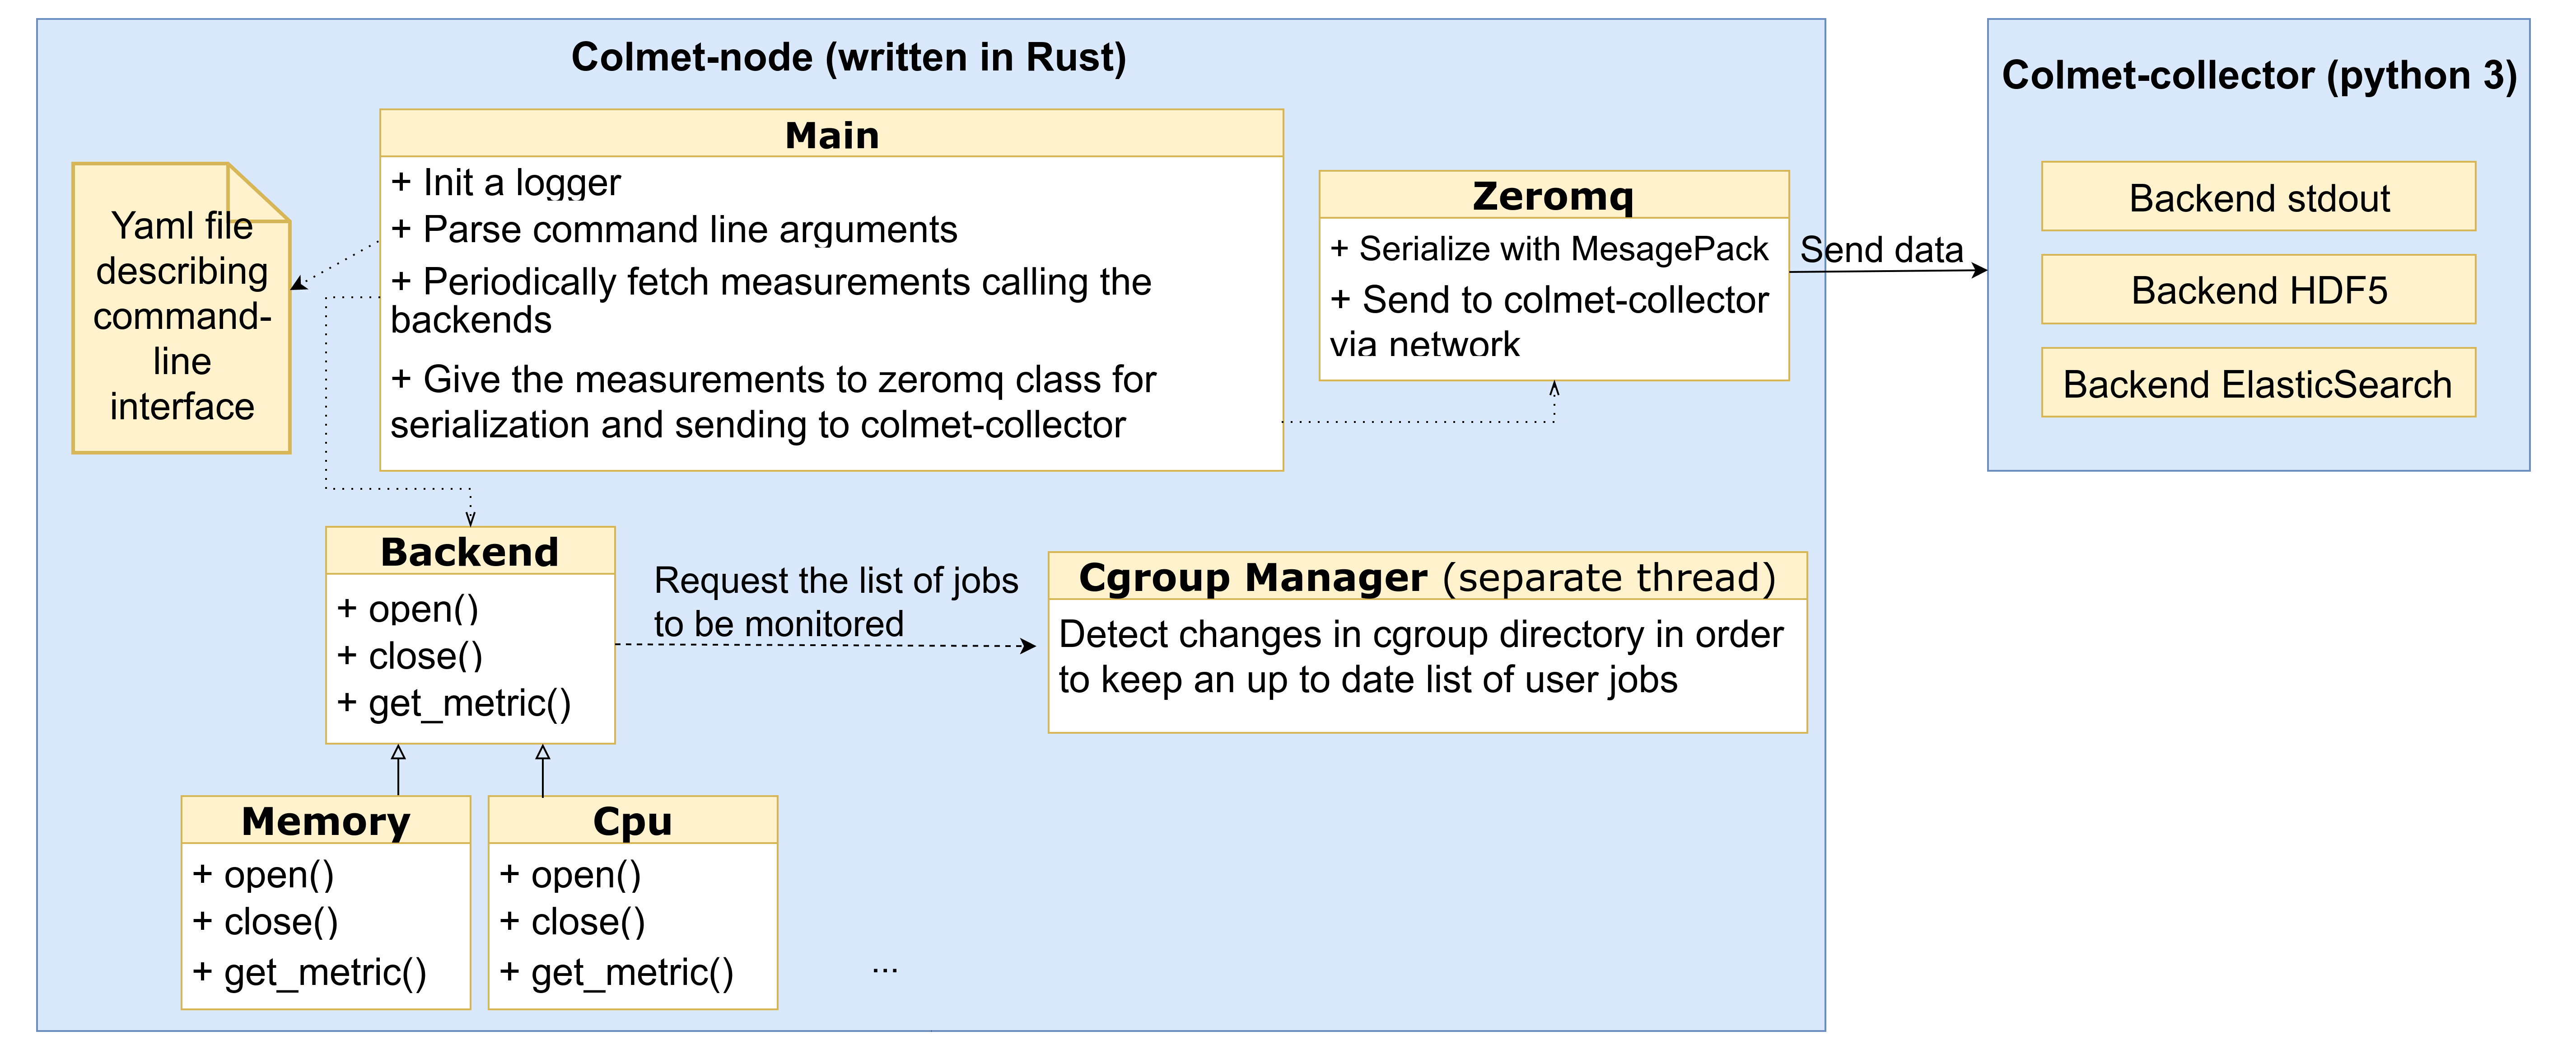 Colmet-node (written in Rust)
Yaml file
describing
command-
line
interface
Main
+ Init a logger
+ Parse command line arguments
+ Periodically fetch measurements calling the
backends
+ Give the measurements to zeromq class for
serialization and sending to colmet-collector
Zeromq
+ Serialize with MesagePack
+ Send to colmet-collector
via network
Send data
Colmet-collector (python 3)
Backend stdout
Backend HDF5
Backend ElasticSearch
Backend
+ open()
+ close()
+ get_metric()
Request the list of jobs
to be monitored
Cgroup Manager (separate thread)
Detect changes in cgroup directory in order
to keep an up to date list of user jobs
Memory
+ open()
+ close()
+ get_metric()
Cpu
+ open()
+ close()
+ get_metric()
...